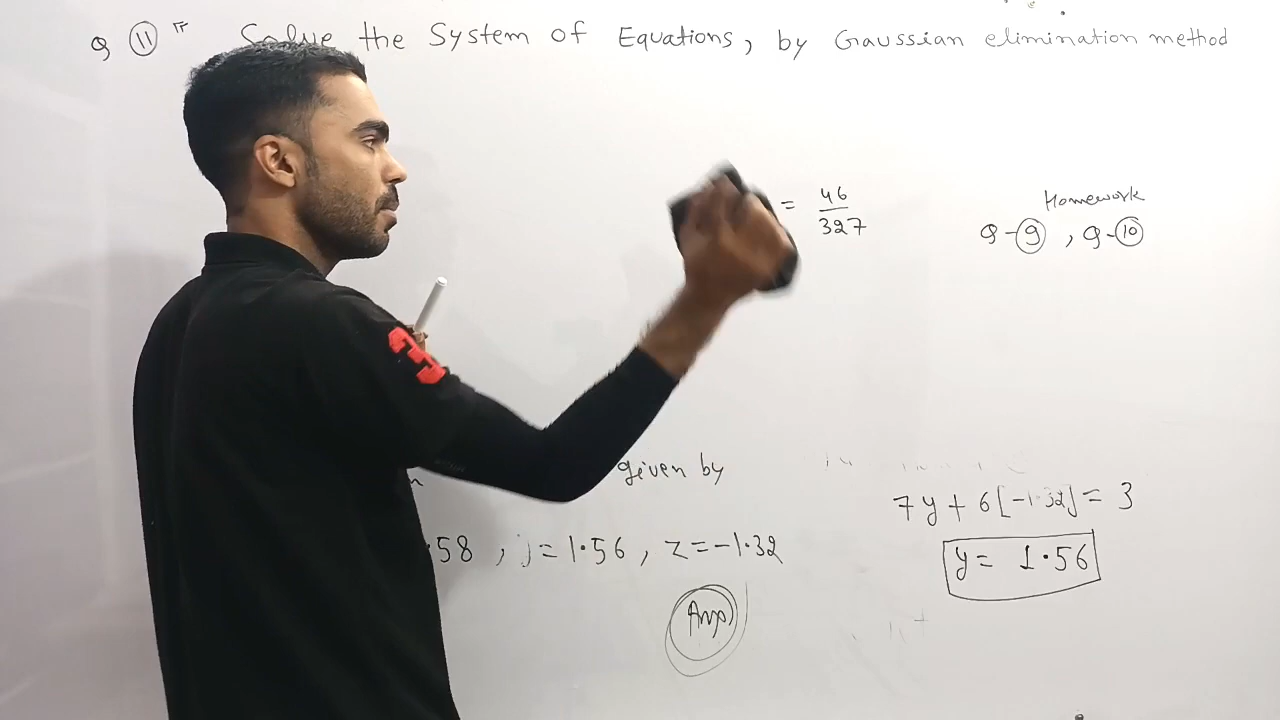 Q 11 Solve the System of Equations, by Gaussian elimination method
= 46
327
Homework
Q-9, Q-10
given by
7y + 6[-1.32] = 3
.58, y = 1.56, z = -1.32
y = 1.56
Ans
3